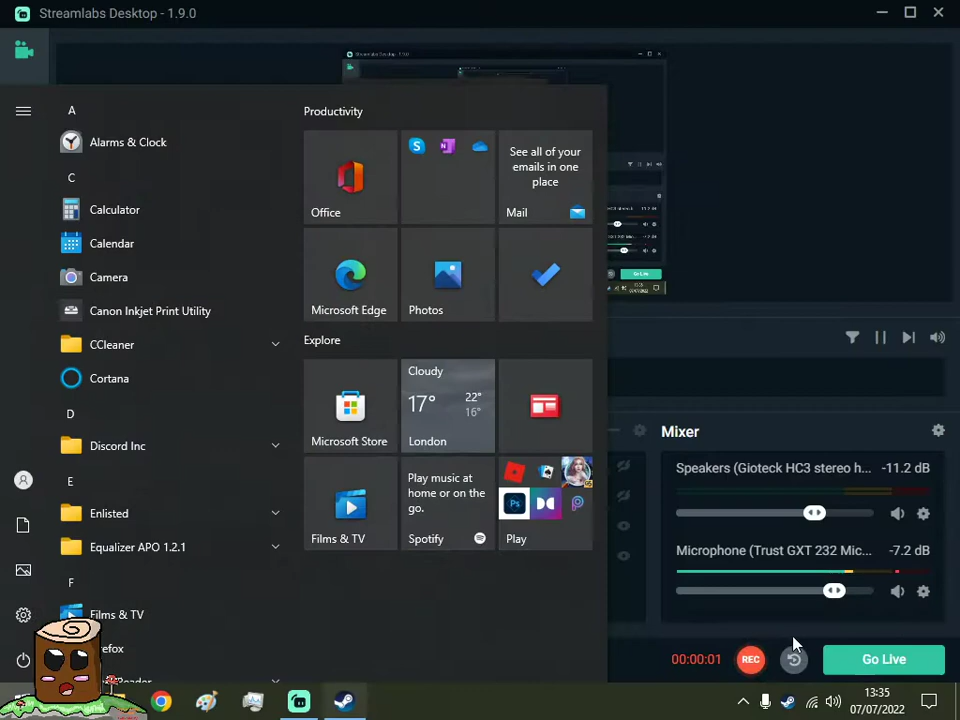 Streamlabs Desktop - 1.9.0
A
Alarms & Clock
C
Calculator
Calendar
Camera
Canon Inkjet Print Utility
CCleaner
Cortana
D
Discord Inc
E
Enlisted
Equalizer APO 1.2.1
F
Films & TV
Productivity
Office
See all of your
emails in one
place
Mail
Microsoft Edge
Photos
Explore
Microsoft Store
Cloudy
17°
22°
16°
London
Films & TV
Play music at
home or on the
go.
Spotify
Play
Mixer
Speakers (Gioteck HC3 stereo h...
-11.2 dB
Microphone (Trust GXT 232 Mic...
-7.2 dB
00:00:01
REC
Go Live
13:35
07/07/2022